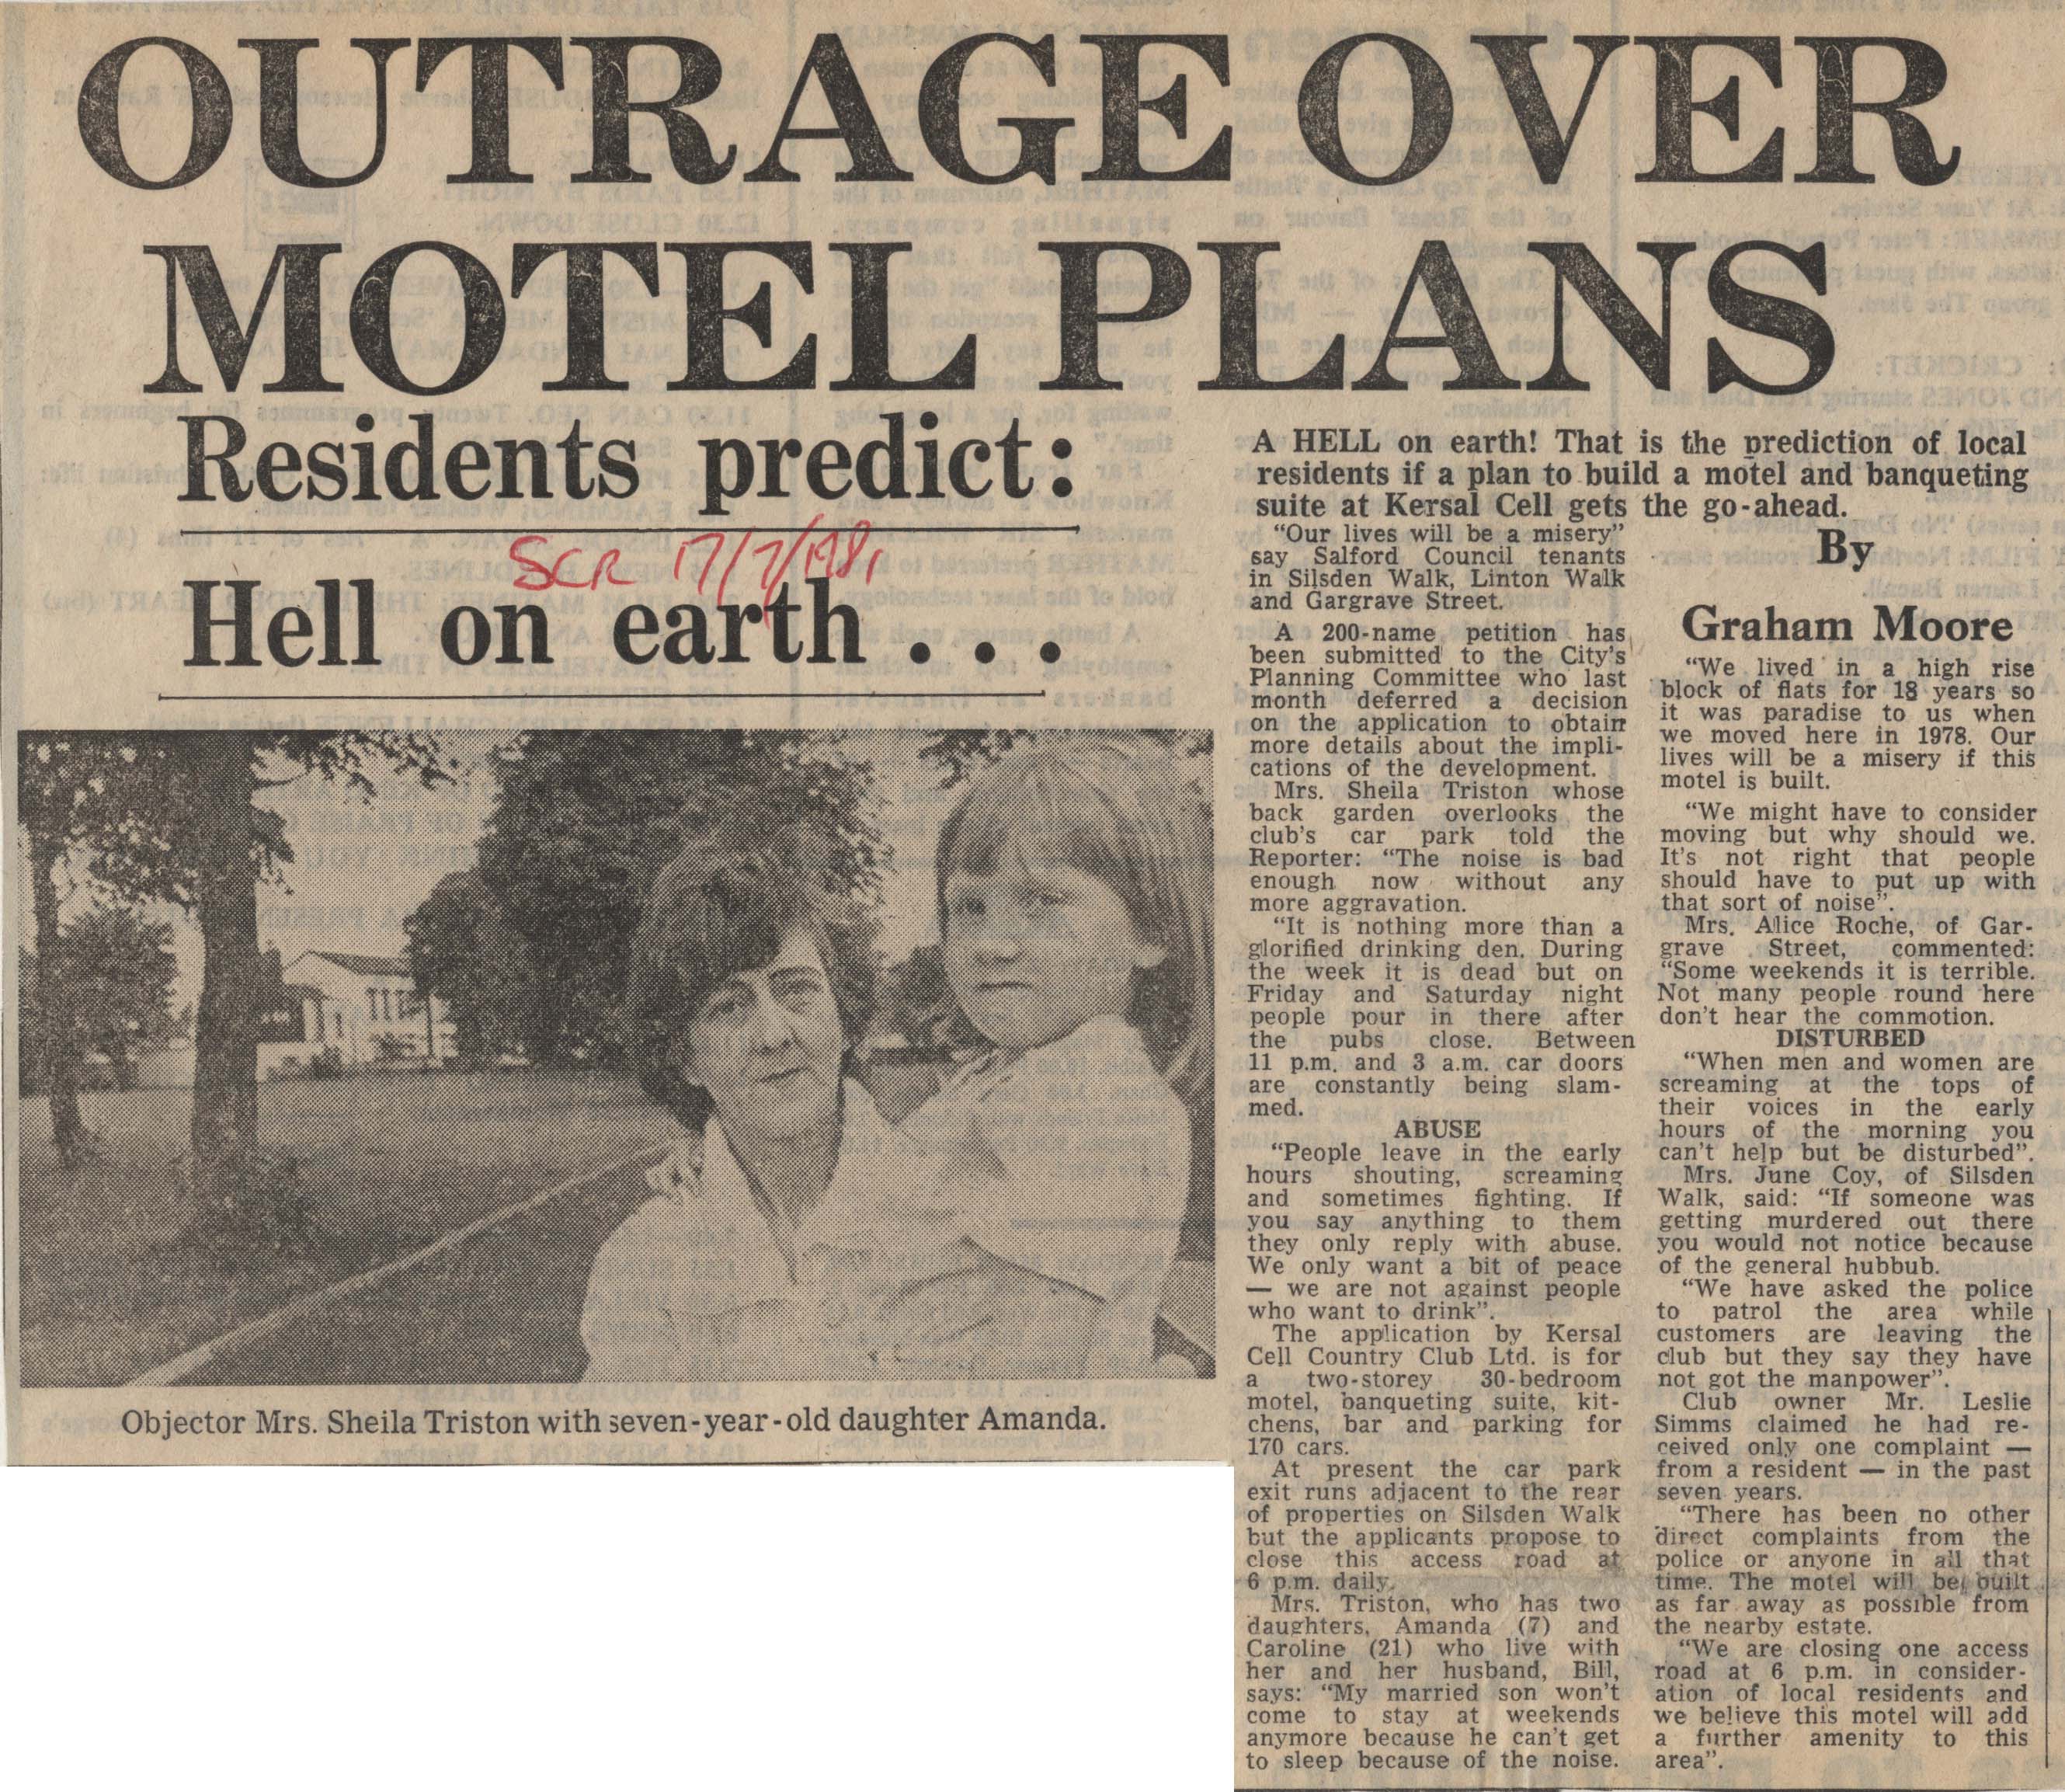 OUTRAGE OVER
MOTEL PLANS
Residents predict:
SCR 17/7/1981
Hell on earth . . .
Objector Mrs. Sheila Triston with seven-year-old daughter Amanda.
A HELL on earth! That is the prediction of local
residents if a plan to build a motel and banqueting
suite at Kersal Cell gets the go-ahead.
"Our lives will be a misery"
say Salford Council tenants
in Silsden Walk, Linton Walk
and Gargrave Street.
A 200-name petition has
been submitted to the City's
Planning Committee who last
month deferred a decision
on the application to obtain
more details about the impli-
cations of the development.
Mrs. Sheila Triston whose
back garden overlooks the
club's car park told the
Reporter: "The noise is bad
enough now without any
more aggravation.
"It is nothing more than a
glorified drinking den. During
the week it is dead but on
Friday and Saturday night
people pour in there after
the pubs close. Between
11 p.m. and 3 a.m. car doors
are constantly being slam-
med.
ABUSE
"People leave in the early
hours shouting, screaming
and sometimes fighting. If
you say anything to them
they only reply with abuse.
We only want a bit of peace
— we are not against people
who want to drink".
The application by Kersal
Cell Country Club Ltd. is for
a two-storey 30-bedroom
motel, banqueting suite, kit-
chens, bar and parking for
170 cars.
At present the car park
exit runs adjacent to the rear
of properties on Silsden Walk
but the applicants propose to
close this access road at
6 p.m. daily.
Mrs. Triston, who has two
daughters, Amanda (7) and
Caroline (21) who live with
her and her husband, Bill,
says: "My married son won't
come to stay at weekends
anymore because he can't get
to sleep because of the noise.
By
Graham Moore
"We lived in a high rise
block of flats for 18 years so
it was paradise to us when
we moved here in 1978. Our
lives will be a misery if this
motel is built.
"We might have to consider
moving but why should we.
It's not right that people
should have to put up with
that sort of noise".
Mrs. Alice Roche, of Gar-
grave Street, commented:
"Some weekends it is terrible.
Not many people round here
don't hear the commotion.
DISTURBED
"When men and women are
screaming at the tops of
their voices in the early
hours of the morning you
can't help but be disturbed".
Mrs. June Coy, of Silsden
Walk, said: "If someone was
getting murdered out there
you would not notice because
of the general hubbub.
"We have asked the police
to patrol the area while
customers are leaving the
club but they say they have
not got the manpower".
Club owner Mr. Leslie
Simms claimed he had re-
ceived only one complaint —
from a resident — in the past
seven years.
"There has been no other
direct complaints from the
police or anyone in all that
time. The motel will be built
as far away as possible from
the nearby estate.
"We are closing one access
road at 6 p.m. in consider-
ation of local residents and
we believe this motel will add
a further amenity to this
area".